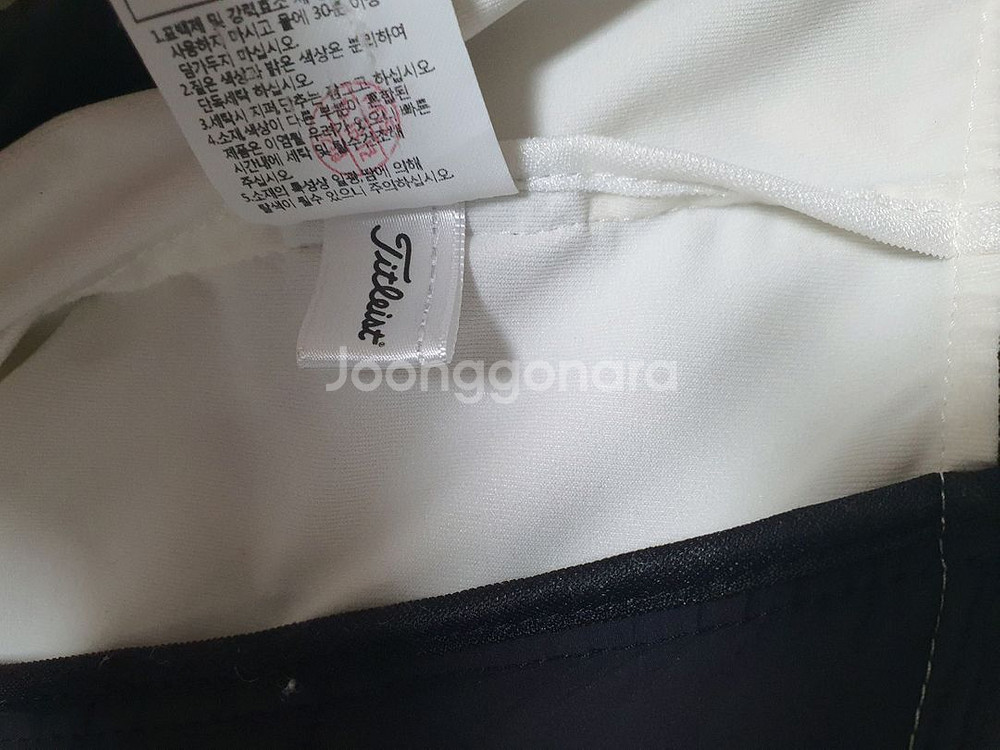 1.표백제 및 강력효소 세
사용하지 마시고 물에 30분 이상
담가두지 마십시오.
2.짙은 색상과 밝은 색상은 분리하여
단독세탁 하십시오.
3.세탁시 지퍼,단추는 잠그고 하십시오.
4.소재,색상이 다른 부분이 혼합된
제품은 이염될 우려가 있으니 빠른
시간내에 세탁 및 탈수건조해
주십시오.
5.소재의 특성상 일광,땀에 의해
탈색이 될수 있으니 주의하십시오.
Titleist
Joonggonara